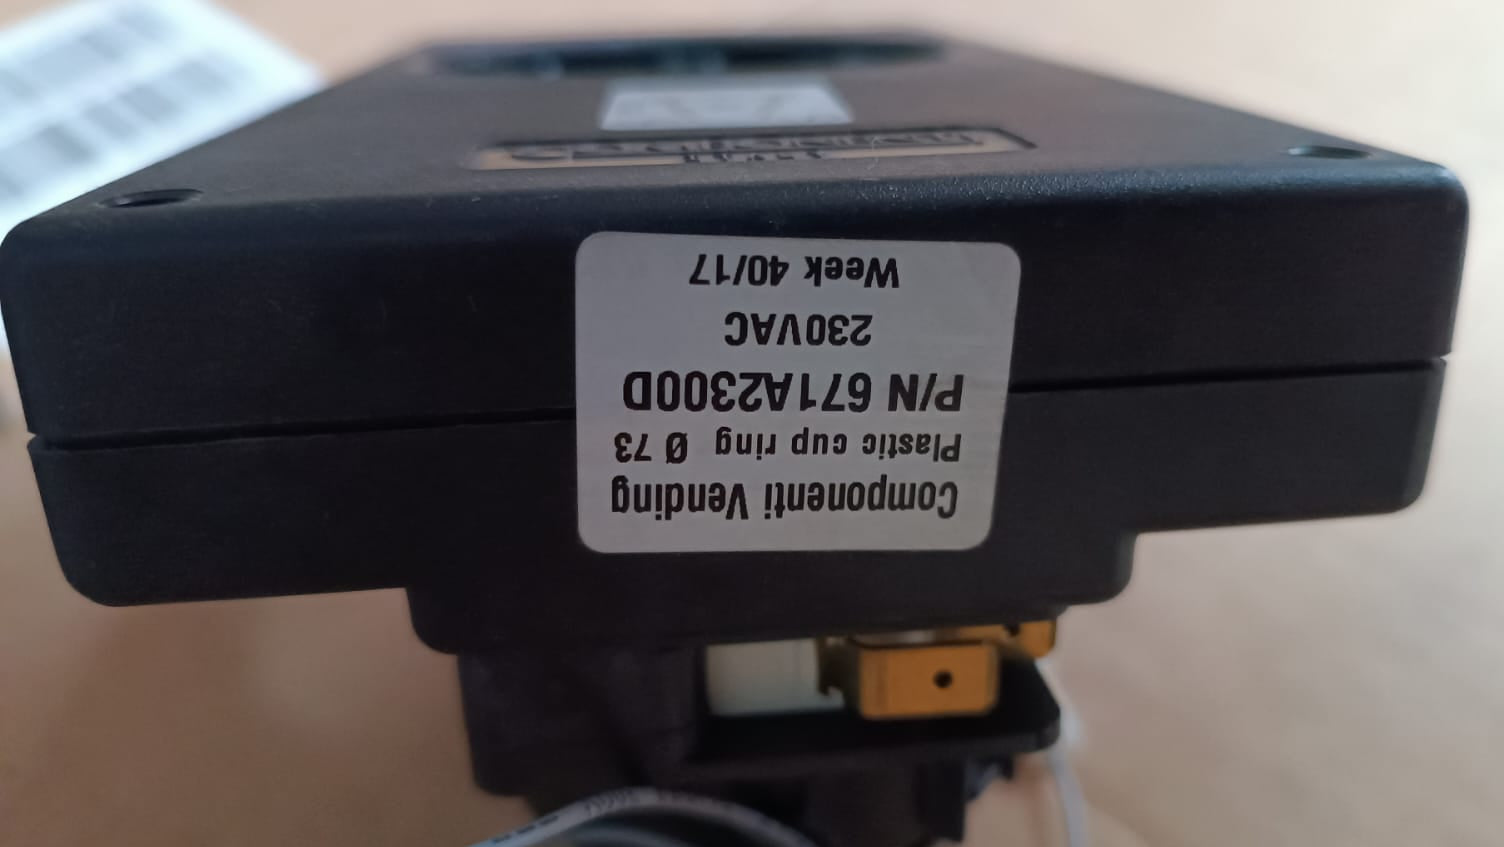 Componenti Vending
Plastic cup ring Ø 73
P/N 671A2300D
230VAC
Week 40/17